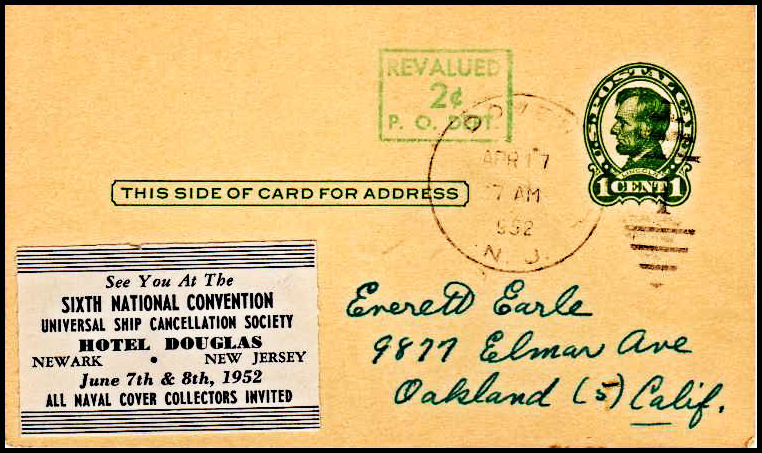 REVALUED
2¢
P. O. DEPT.
U.S. POSTAGE
LINCOLN
1 CENT 1
DOVER
APR 17
7 AM
1952
N. J.
THIS SIDE OF CARD FOR ADDRESS
See You At The
SIXTH NATIONAL CONVENTION
UNIVERSAL SHIP CANCELLATION SOCIETY
HOTEL DOUGLAS
NEWARK • NEW JERSEY
June 7th & 8th, 1952
ALL NAVAL COVER COLLECTORS INVITED
Everett Earle
9877 Elmar Ave
Oakland (5) Calif.